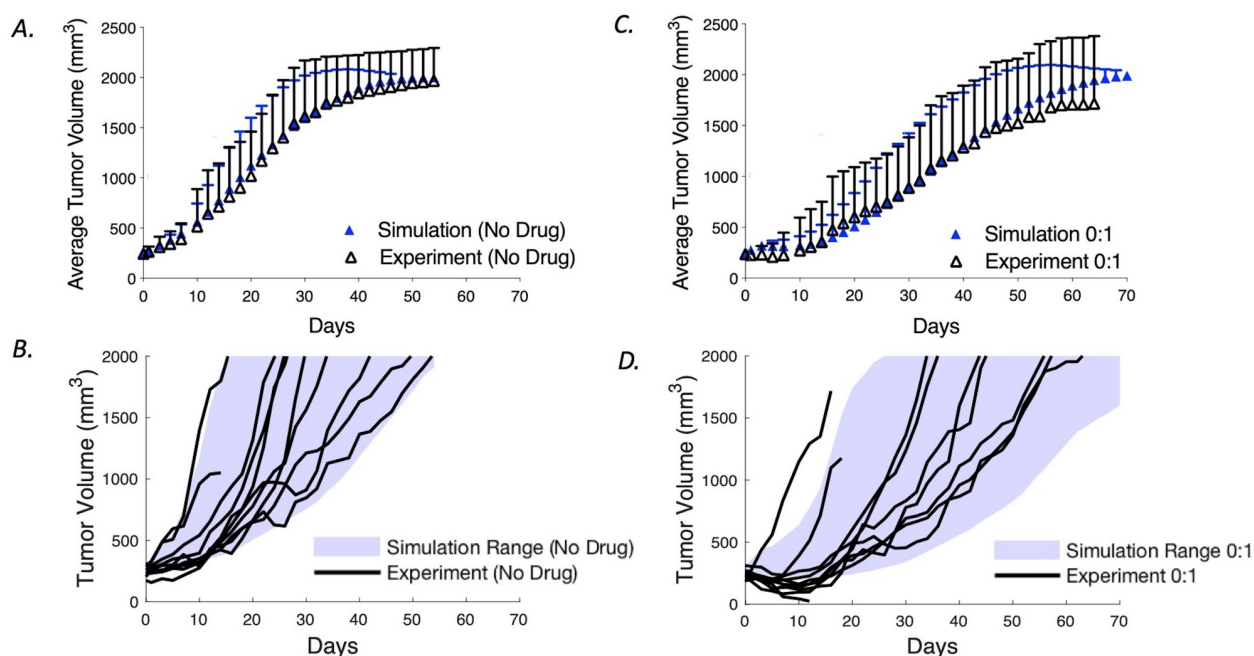 A.
Average Tumor Volume (mm³)
2500
2000
1500
1000
500
0
Simulation (No Drug)
Experiment (No Drug)
0 10 20 30 40 50 60 70
Days
C.
Average Tumor Volume (mm³)
2500
2000
1500
1000
500
0
Simulation 0:1
Experiment 0:1
0 10 20 30 40 50 60 70
Days
B.
Tumor Volume (mm³)
2000
1500
1000
500
0
Simulation Range (No Drug)
Experiment (No Drug)
0 10 20 30 40 50 60 70
Days
D.
Tumor Volume (mm³)
2000
1500
1000
500
0
Simulation Range 0:1
Experiment 0:1
0 10 20 30 40 50 60 70
Days